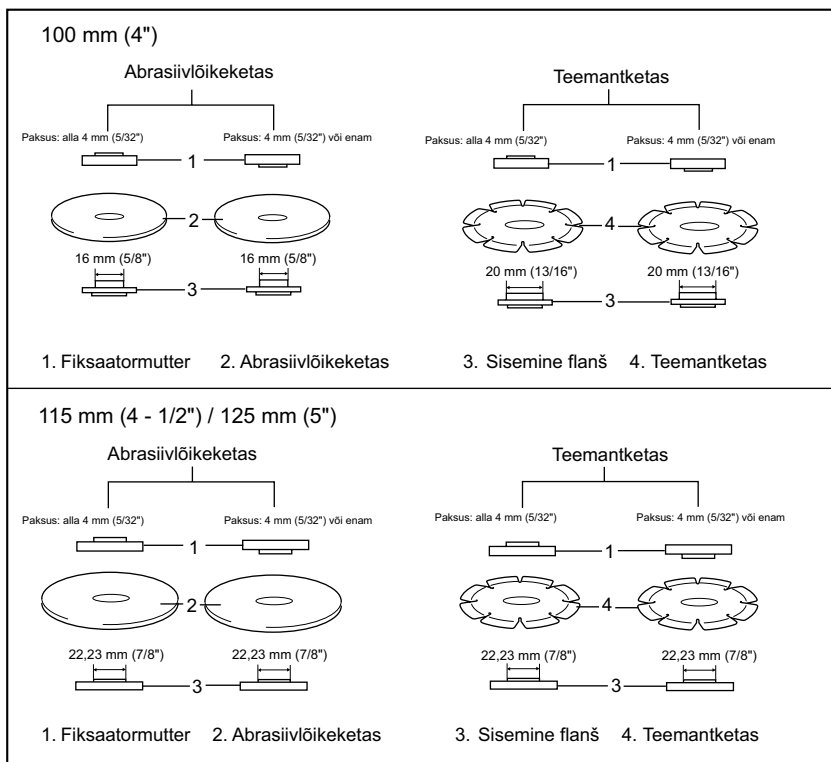 100 mm (4")
Abrasiivlõikeketas
Teemantketas
Paksus: alla 4 mm (5/32")
Paksus: 4 mm (5/32") või enam
Paksus: alla 4 mm (5/32")
Paksus: 4 mm (5/32") või enam
1
1
2
4
16 mm (5/8")
16 mm (5/8")
20 mm (13/16")
20 mm (13/16")
3
3
1. Fiksaatormutter 2. Abrasiivlõikeketas 3. Sisemine flanš 4. Teemantketas
115 mm (4 - 1/2") / 125 mm (5")
Abrasiivlõikeketas
Teemantketas
Paksus: alla 4 mm (5/32")
Paksus: 4 mm (5/32") või enam
Paksus: alla 4 mm (5/32")
Paksus: 4 mm (5/32") või enam
1
1
2
4
22,23 mm (7/8")
22,23 mm (7/8")
22,23 mm (7/8")
22,23 mm (7/8")
3
3
1. Fiksaatormutter 2. Abrasiivlõikeketas 3. Sisemine flanš 4. Teemantketas